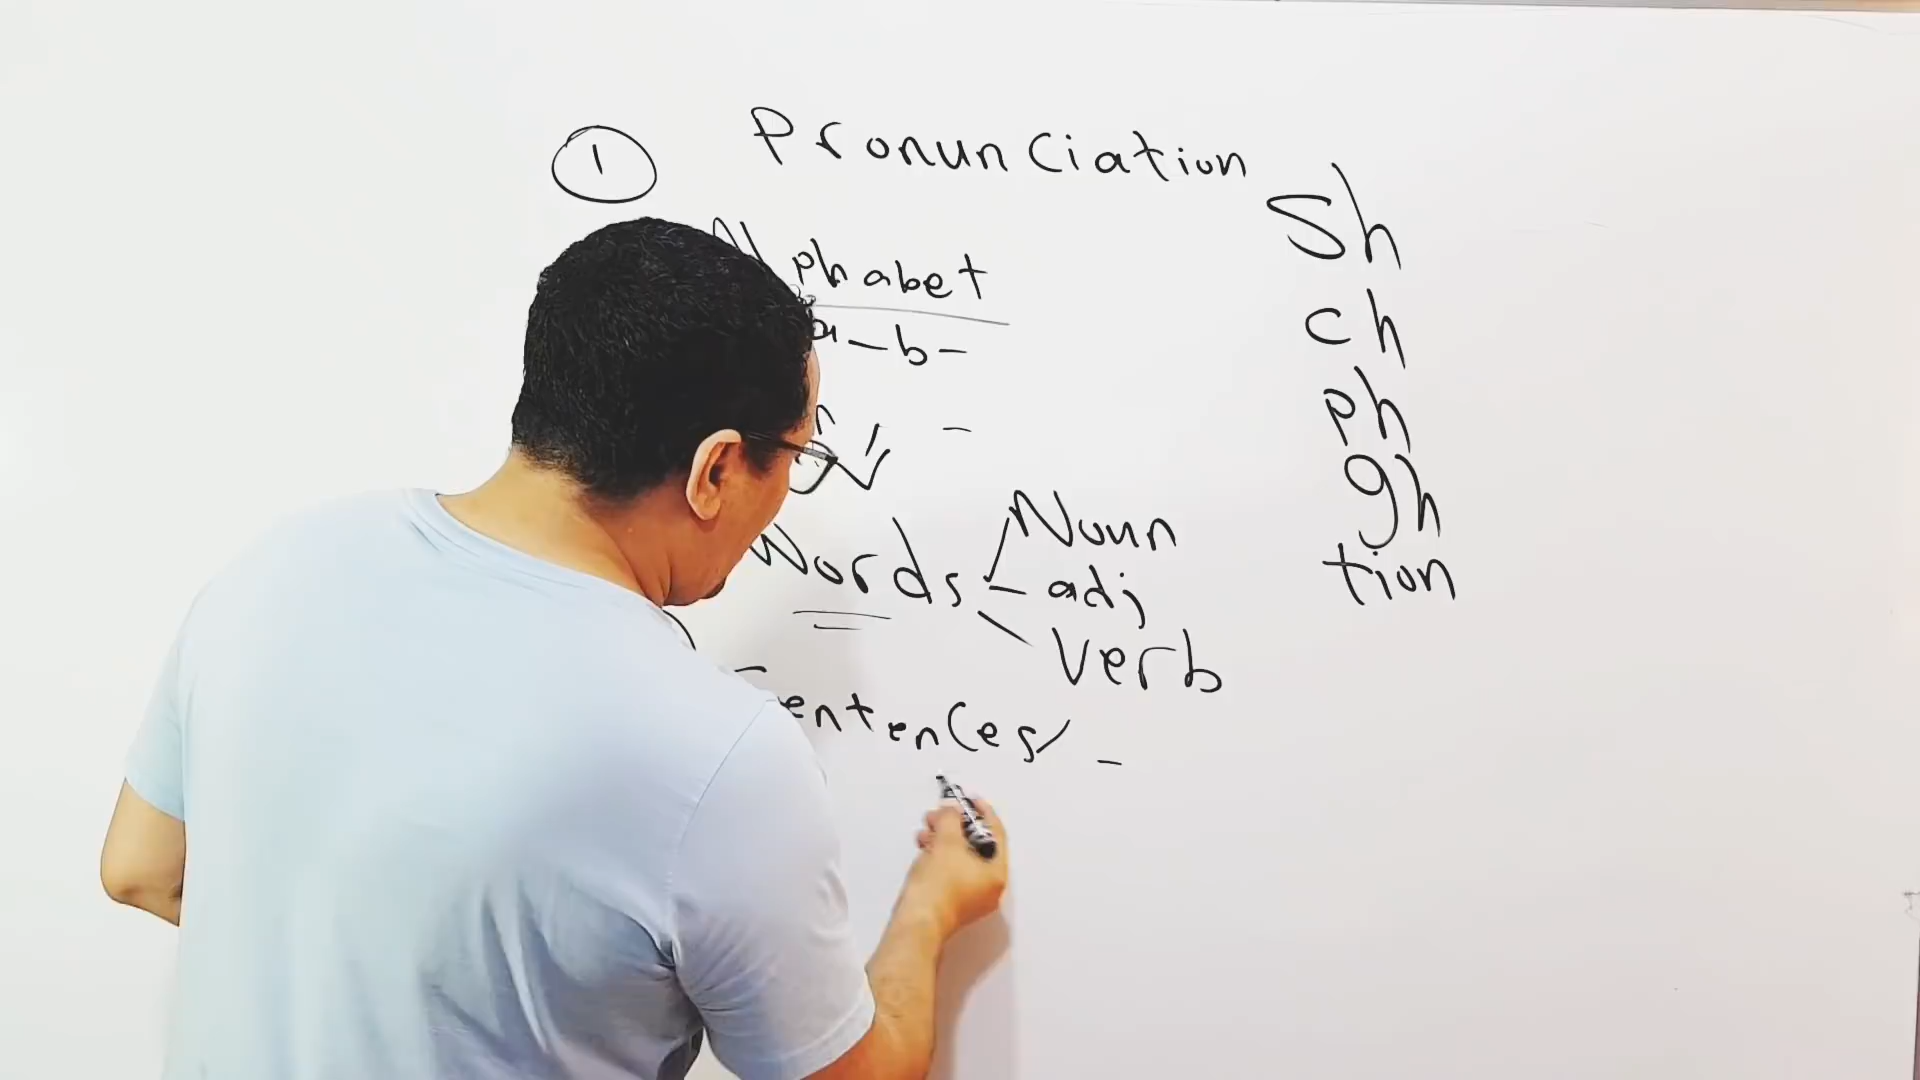 1 Pronunciation
Alphabet
a - b -
-
Words
Noun
- adj
Verb
Sentences -
sh
ch
ph
gh
tion